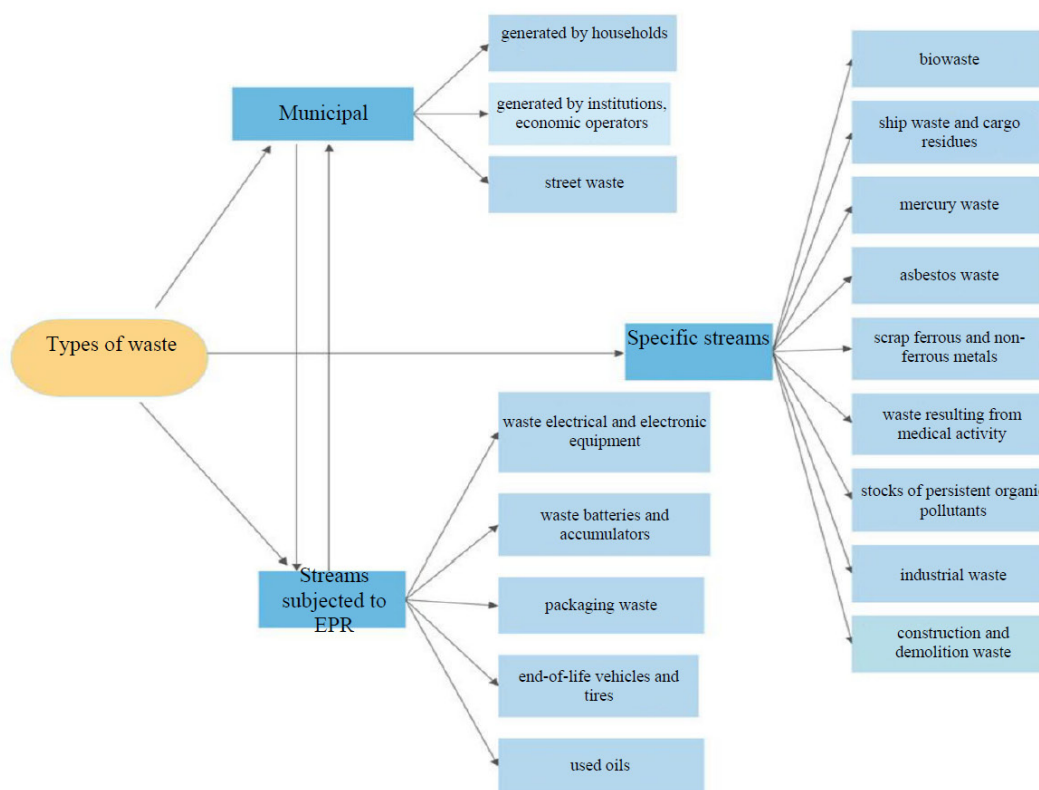 Types of waste
Municipal
generated by households
generated by institutions,
economic operators
street waste
Streams
subjected to
EPR
waste electrical and electronic
equipment
waste batteries and
accumulators
packaging waste
end-of-life vehicles and
tires
used oils
Specific streams
biowaste
ship waste and cargo
residues
mercury waste
asbestos waste
scrap ferrous and non-
ferrous metals
waste resulting from
medical activity
stocks of persistent organic
pollutants
industrial waste
construction and
demolition waste